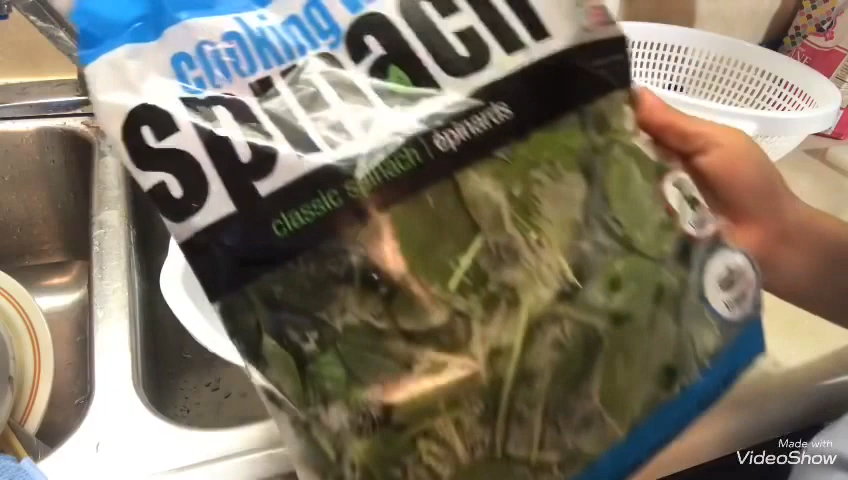 cooking
spinach
classic spinach | épinards
Made with
VideoShow